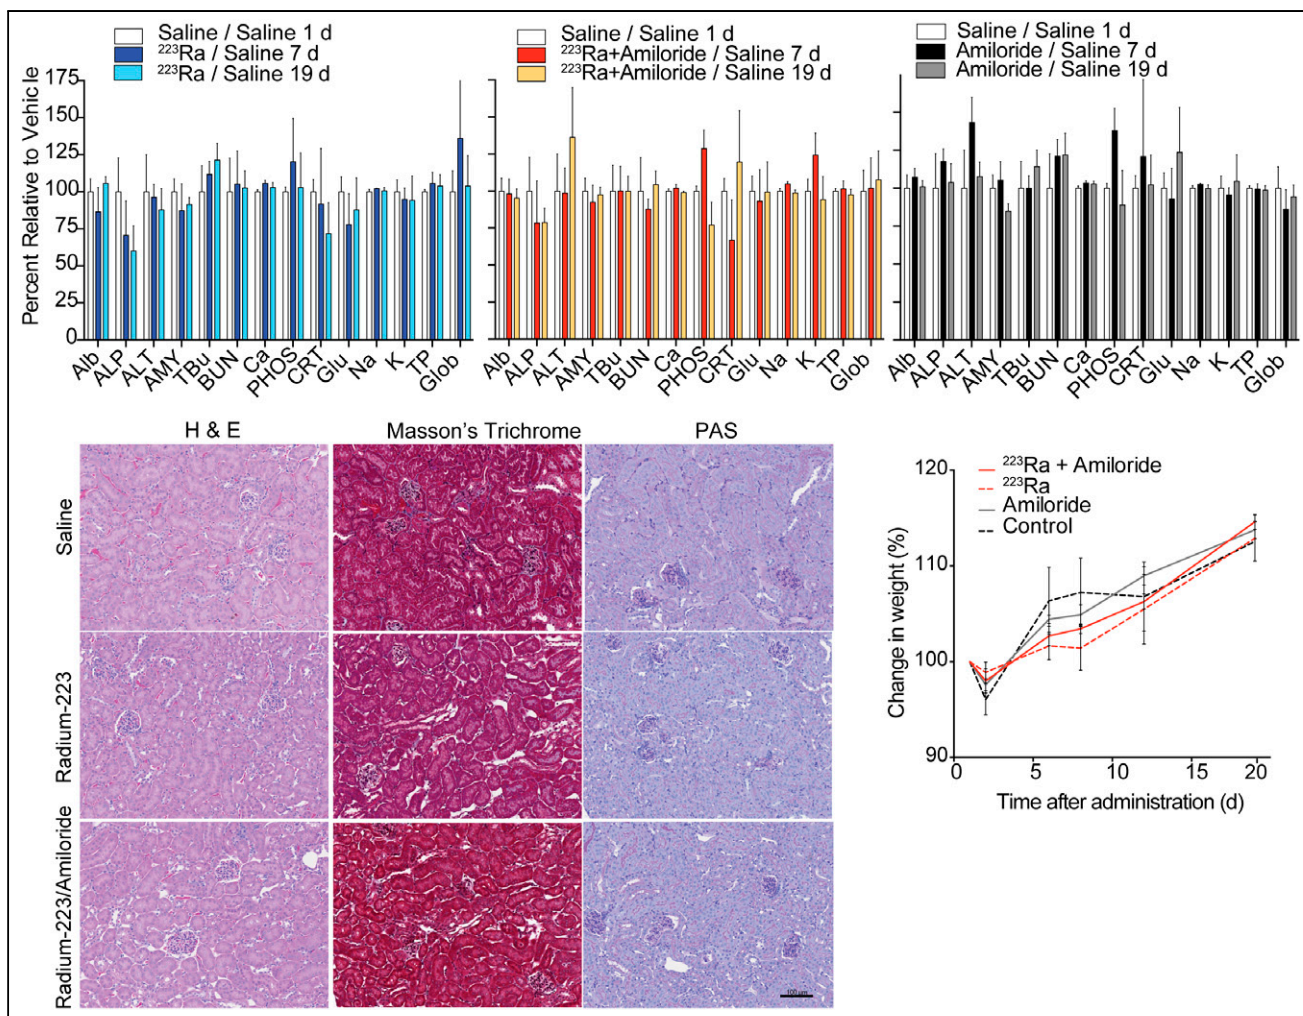 Saline / Saline 1 d
²²³Ra / Saline 7 d
²²³Ra / Saline 19 d
Saline / Saline 1 d
²²³Ra+Amiloride / Saline 7 d
²²³Ra+Amiloride / Saline 19 d
Saline / Saline 1 d
Amiloride / Saline 7 d
Amiloride / Saline 19 d
Percent Relative to Vehicle
175
150
125
100
75
50
25
0
Alb ALP ALT AMY TBu BUN Ca PHOS CRT Glu Na K TP Glob
Alb ALP ALT AMY TBu BUN Ca PHOS CRT Glu Na K TP Glob
Alb ALP ALT AMY TBu BUN Ca PHOS CRT Glu Na K TP Glob
H & E Masson's Trichrome PAS
Saline
Radium-223
Radium-223/Amiloride
100 µm
²²³Ra + Amiloride
²²³Ra
Amiloride
Control
Change in weight (%)
120
110
100
90
0 5 10 15 20
Time after administration (d)